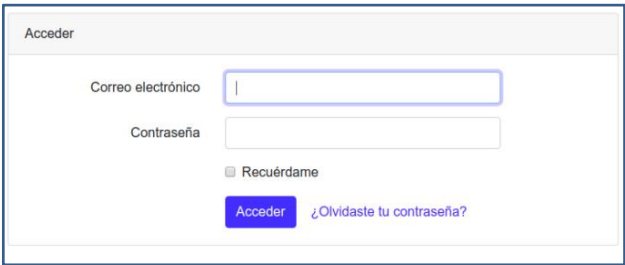 Acceder
Correo electrónico
Contraseña
Recuérdame
Acceder ¿Olvidaste tu contraseña?